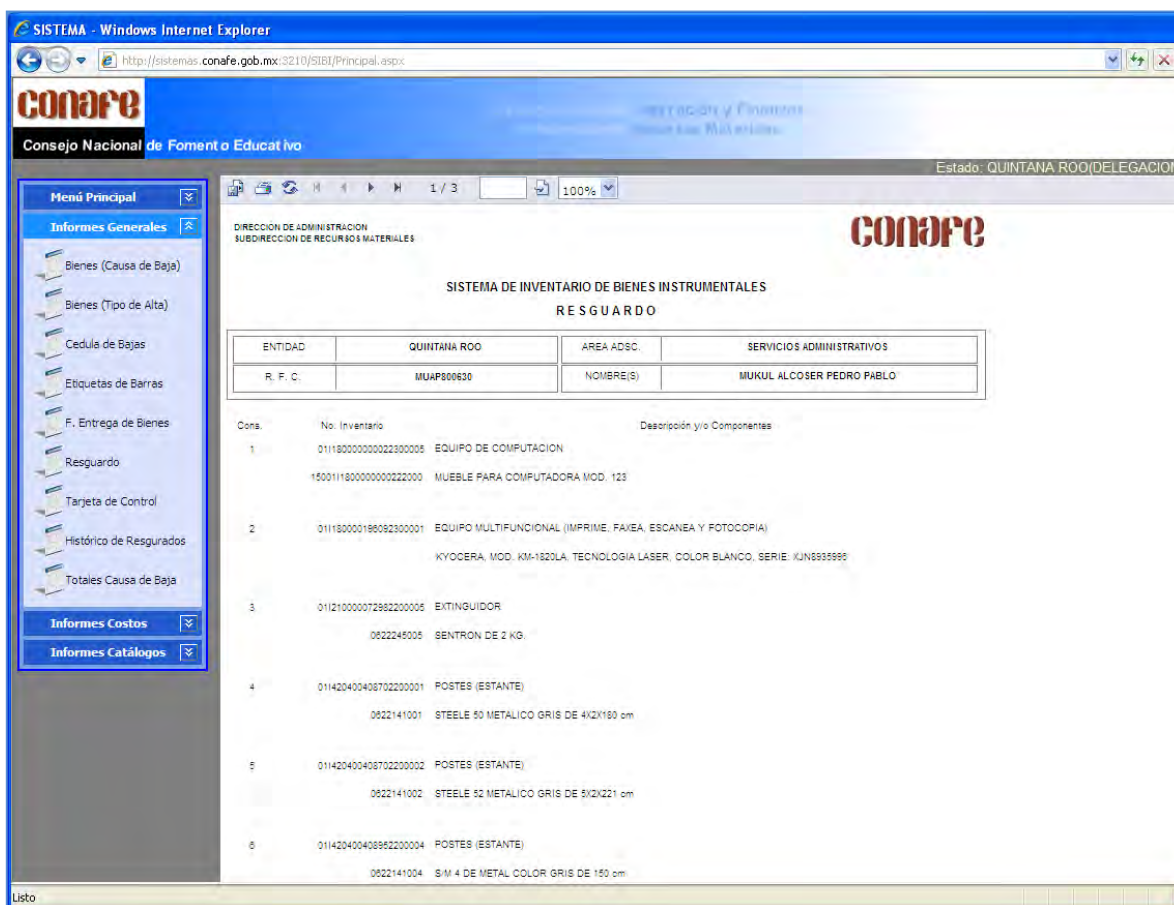 SISTEMA - Windows Internet Explorer
http://sistemas.conafe.gob.mx:3210/SIBI/Principal.aspx
conafe
Consejo Nacional de Fomento Educativo
Estado: QUINTANA ROO(DELEGACION
Menú Principal
Informes Generales
Bienes (Causa de Baja)
Bienes (Tipo de Alta)
Cedula de Bajas
Etiquetas de Barras
F. Entrega de Bienes
Resguardo
Tarjeta de Control
Histórico de Resgurados
Totales Causa de Baja
Informes Costos
Informes Catálogos
1 / 3 100%
DIRECCION DE ADMINISTRACION
SUBDIRECCION DE RECURSOS MATERIALES
conafe
SISTEMA DE INVENTARIO DE BIENES INSTRUMENTALES
RESGUARDO
ENTIDAD QUINTANA ROO AREA ADSC. SERVICIOS ADMINISTRATIVOS
R. F. C. MUAP800630 NOMBRE(S) MUKUL ALCOSER PEDRO PABLO
Cons. No. Inventario Descripción y/o Componentes
1 01I180000000022300005 EQUIPO DE COMPUTACION
15001I1800000000222000 MUEBLE PARA COMPUTADORA MOD. 123
2 01I180000196092300001 EQUIPO MULTIFUNCIONAL (IMPRIME, FAXEA, ESCANEA Y FOTOCOPIA)
KYOCERA, MOD. KM-1820LA, TECNOLOGIA LASER, COLOR BLANCO, SERIE: XJN8935996
3 01I210000072982200005 EXTINGUIDOR
0622245005 SENTRON DE 2 KG.
4 01I420400408702200001 POSTES (ESTANTE)
0622141001 STEELE 50 METALICO GRIS DE 4X2X180 cm
5 01I420400408702200002 POSTES (ESTANTE)
0622141002 STEELE 52 METALICO GRIS DE 5X2X221 cm
6 01I420400408952200004 POSTES (ESTANTE)
0622141004 S/M 4 DE METAL COLOR GRIS DE 150 cm
Listo